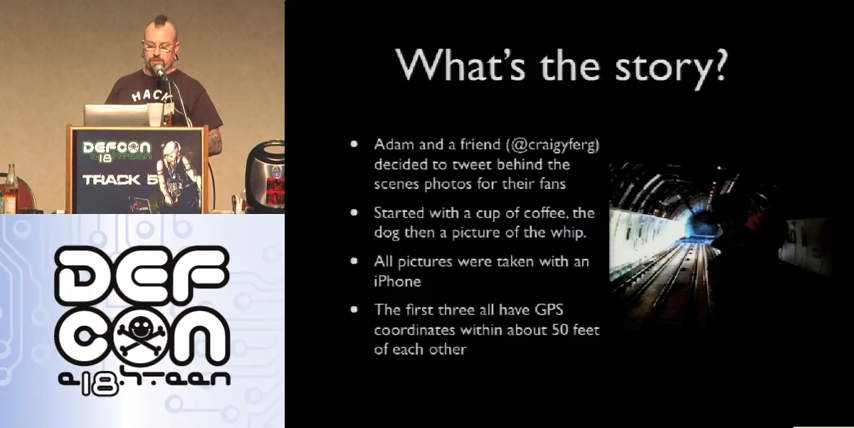 What's the story?
Adam and a friend (@craigyferg)
decided to tweet behind the
scenes photos for their fans
Started with a cup of coffee, the
dog then a picture of the whip.
All pictures were taken with an
iPhone
The first three all have GPS
coordinates within about 50 feet
of each other
HACK
DEFCON
18
TRACK 5
DEF
CON
e18hteen